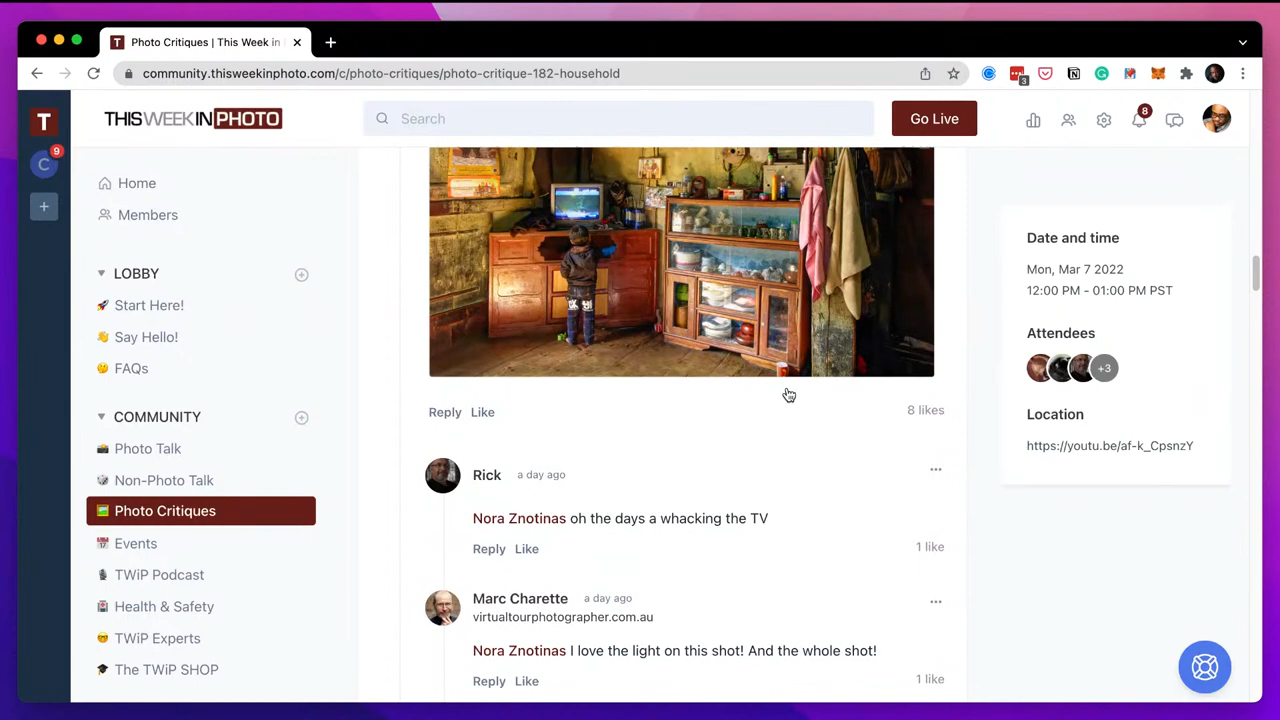 Photo Critiques | This Week in
community.thisweekinphoto.com/c/photo-critiques/photo-critique-182-household
3
T
C
9
THISWEEKINPHOTO
Search
Go Live
8
Home
Members
LOBBY
Start Here!
Say Hello!
FAQs
COMMUNITY
Photo Talk
Non-Photo Talk
Photo Critiques
Events
TWiP Podcast
Health & Safety
TWiP Experts
The TWiP SHOP
Reply Like
8 likes
Rick a day ago
Nora Znotinas oh the days a whacking the TV
Reply Like
1 like
Marc Charette a day ago
virtualtourphotographer.com.au
Nora Znotinas I love the light on this shot! And the whole shot!
Reply Like
1 like
Date and time
Mon, Mar 7 2022
12:00 PM - 01:00 PM PST
Attendees
+3
Location
https://youtu.be/af-k_CpsnzY